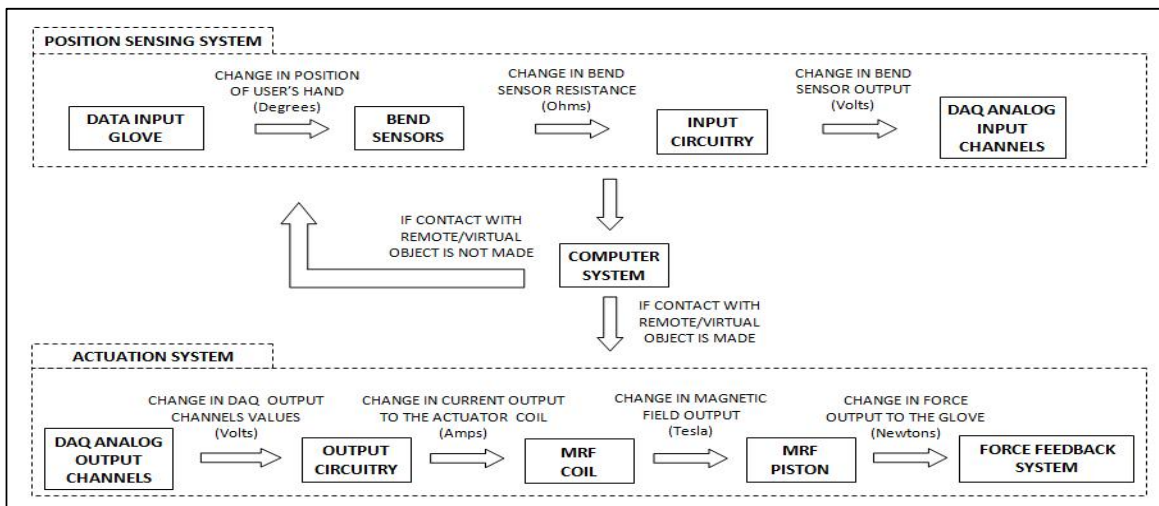 POSITION SENSING SYSTEM
CHANGE IN POSITION
OF USER'S HAND
(Degrees)
CHANGE IN BEND
SENSOR RESISTANCE
(Ohms)
CHANGE IN BEND
SENSOR OUTPUT
(Volts)
DATA INPUT
GLOVE
BEND
SENSORS
INPUT
CIRCUITRY
DAQ ANALOG
INPUT
CHANNELS
IF CONTACT WITH
REMOTE/VIRTUAL
OBJECT IS NOT MADE
COMPUTER
SYSTEM
IF CONTACT WITH
REMOTE/VIRTUAL
OBJECT IS MADE
ACTUATION SYSTEM
CHANGE IN DAQ OUTPUT
CHANNELS VALUES
(Volts)
CHANGE IN CURRENT OUTPUT
TO THE ACTUATOR COIL
(Amps)
CHANGE IN MAGNETIC
FIELD OUTPUT
(Tesla)
CHANGE IN FORCE
OUTPUT TO THE GLOVE
(Newtons)
DAQ ANALOG
OUTPUT
CHANNELS
OUTPUT
CIRCUITRY
MRF
COIL
MRF
PISTON
FORCE FEEDBACK
SYSTEM